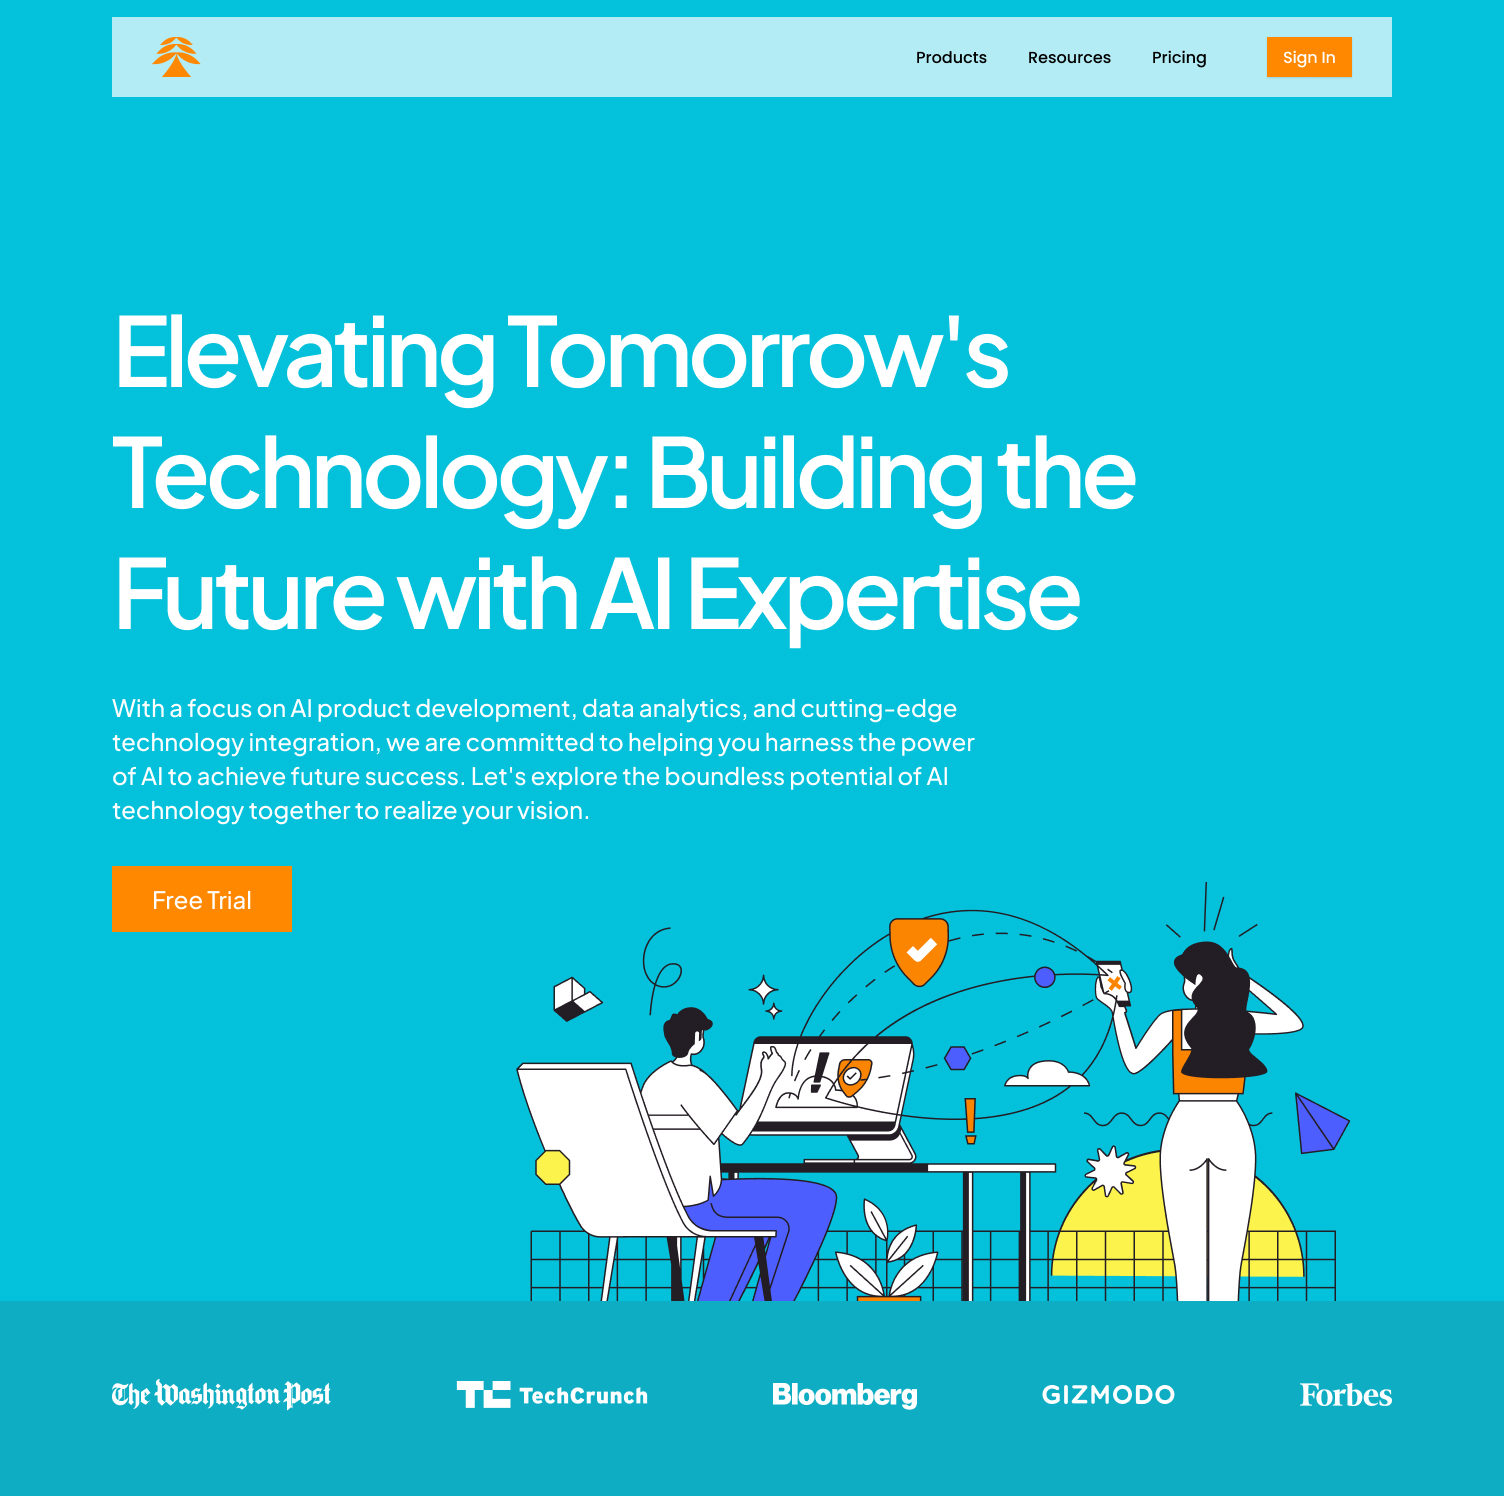 Products
Resources
Pricing
Sign In
Elevating Tomorrow's
Technology: Building the
Future with AI Expertise
With a focus on AI product development, data analytics, and cutting-edge
technology integration, we are committed to helping you harness the power
of AI to achieve future success. Let's explore the boundless potential of AI
technology together to realize your vision.
Free Trial
The Washington Post
TC TechCrunch
Bloomberg
GIZMODO
Forbes